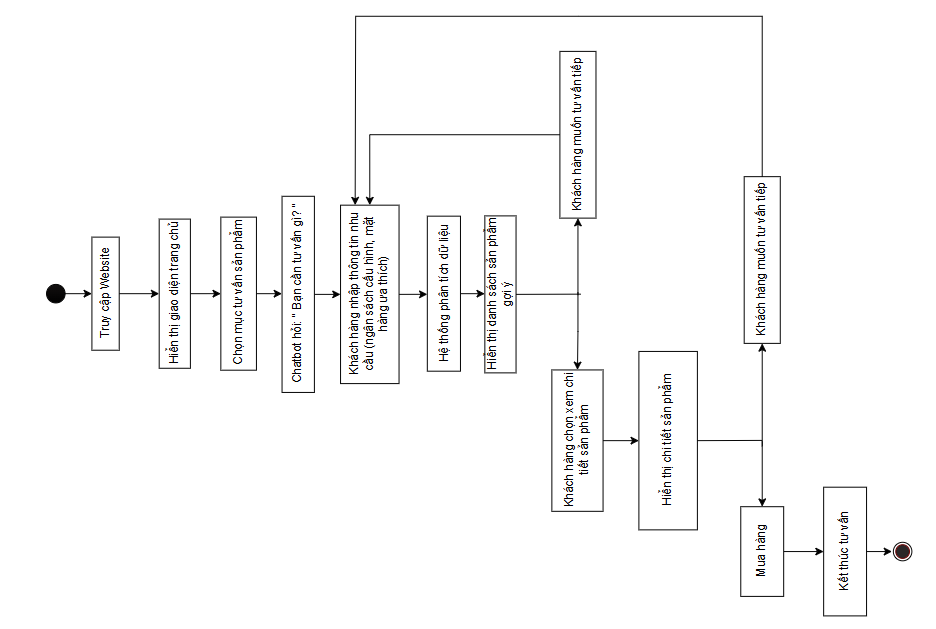 Truy cập Website
Hiển thị giao diện trang chủ
Chọn mục tư vấn sản phẩm
Chatbot hỏi: " Bạn cần tư vấn gì? "
Khách hàng nhập thông tin nhu
cầu (ngân sách cấu hình, mặt
hàng ưa thích)
Hệ thống phân tích dữ liệu
Hiển thị danh sách sản phẩm
gợi ý
Khách hàng muốn tư vấn tiếp
Khách hàng chọn xem chi
tiết sản phẩm
Hiển thị chi tiết sản phẩm
Khách hàng muốn tư vấn tiếp
Mua hàng
Kết thúc tư vấn